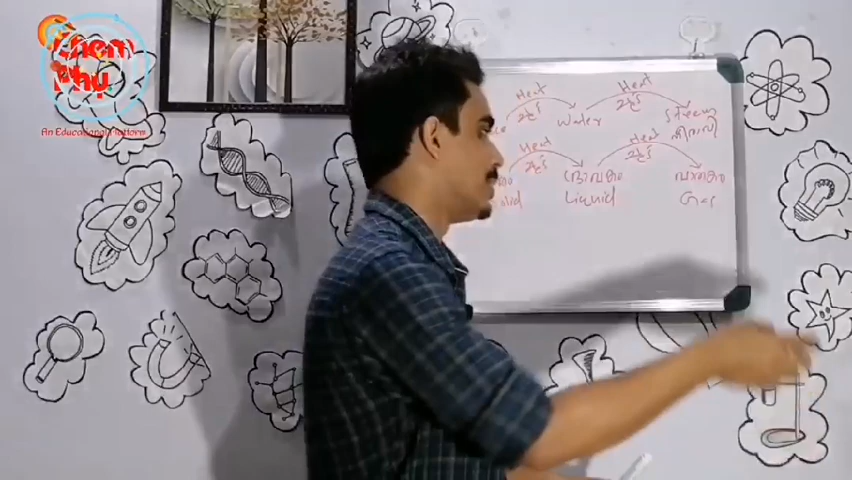 Chem
Phy
An Educational Platform
Heat
Heat
ചൂട്
Water
ചൂട്
Steam
Heat
Heat
ചൂട്
ചൂട്
ദ്രാവകം
വാതകം
Liquid
Gas